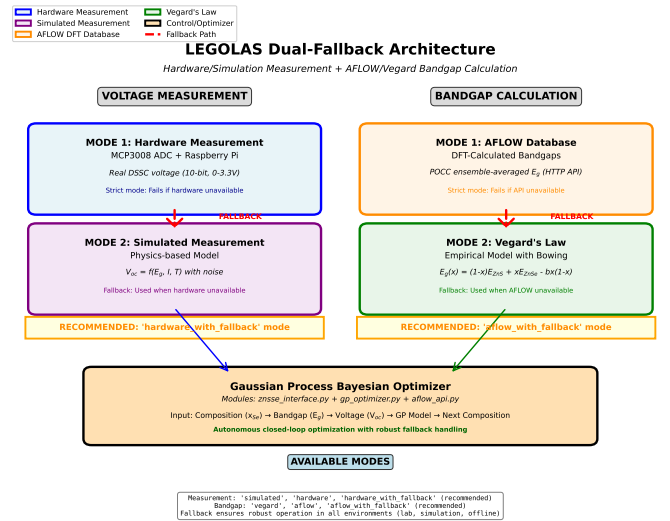 Hardware Measurement
Simulated Measurement
AFLOW DFT Database
Vegard's Law
Control/Optimizer
Fallback Path
LEGOLAS Dual-Fallback Architecture
Hardware/Simulation Measurement + AFLOW/Vegard Bandgap Calculation
VOLTAGE MEASUREMENT
MODE 1: Hardware Measurement
MCP3008 ADC + Raspberry Pi
Real DSSC voltage (10-bit, 0-3.3V)
Strict mode: Fails if hardware unavailable
FALLBACK
MODE 2: Simulated Measurement
Physics-based Model
Voc = f(Eg, I, T) with noise
Fallback: Used when hardware unavailable
RECOMMENDED: 'hardware_with_fallback' mode
BANDGAP CALCULATION
MODE 1: AFLOW Database
DFT-Calculated Bandgaps
POCC ensemble-averaged Eg (HTTP API)
Strict mode: Fails if API unavailable
FALLBACK
MODE 2: Vegard's Law
Empirical Model with Bowing
Eg(x) = (1-x)EZnS + xEZnSe - bx(1-x)
Fallback: Used when AFLOW unavailable
RECOMMENDED: 'aflow_with_fallback' mode
Gaussian Process Bayesian Optimizer
Modules: znsse_interface.py + gp_optimizer.py + aflow_api.py
Input: Composition (xSe) → Bandgap (Eg) → Voltage (Voc) → GP Model → Next Composition
Autonomous closed-loop optimization with robust fallback handling
AVAILABLE MODES
Measurement: 'simulated', 'hardware', 'hardware_with_fallback' (recommended)
Bandgap: 'vegard', 'aflow', 'aflow_with_fallback' (recommended)
Fallback ensures robust operation in all environments (lab, simulation, offline)